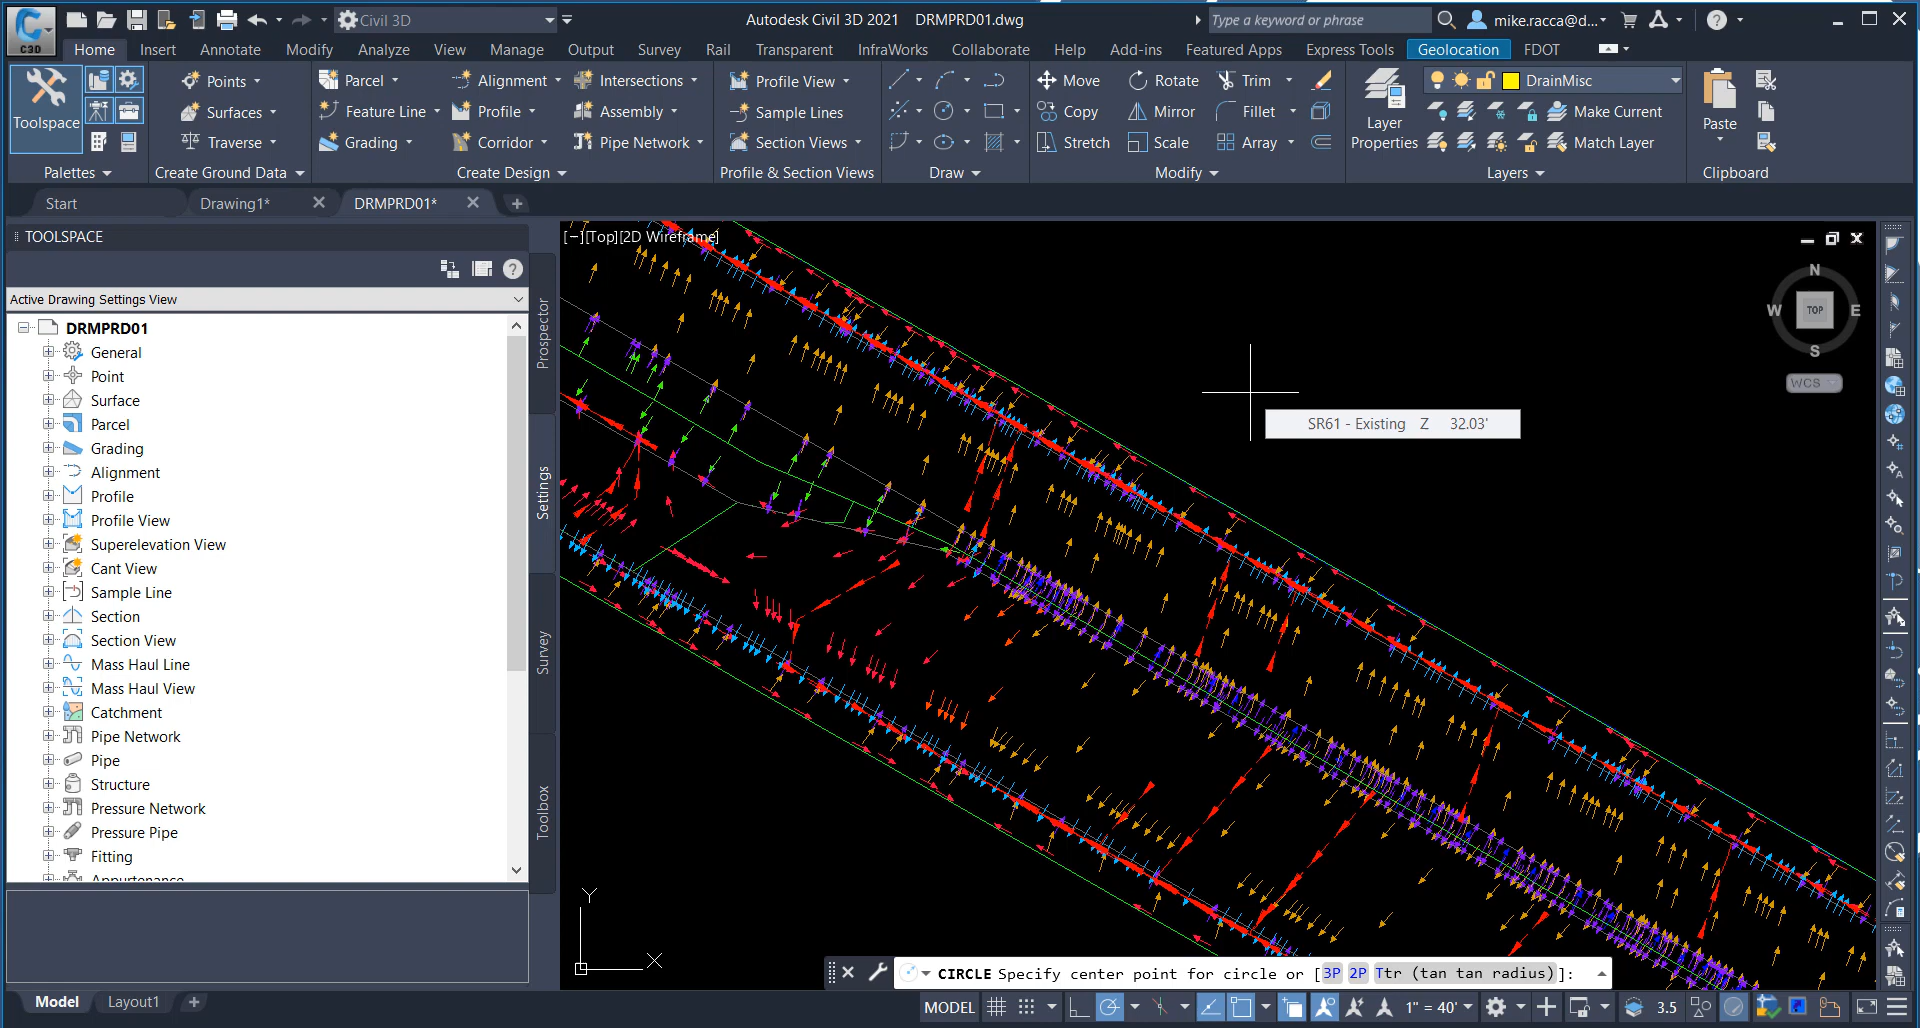 Civil 3D
Autodesk Civil 3D 2021 DRMPRD01.dwg
Type a keyword or phrase
mike.racca@d...
C3D
Home Insert Annotate Modify Analyze View Manage Output Survey Rail Transparent InfraWorks Collaborate Help Add-ins Featured Apps Express Tools Geolocation FDOT
Toolspace
Palettes
Points
Surfaces
Traverse
Create Ground Data
Parcel
Feature Line
Grading
Alignment
Profile
Corridor
Intersections
Assembly
Pipe Network
Create Design
Profile View
Sample Lines
Section Views
Profile & Section Views
Draw
Move
Copy
Stretch
Rotate
Mirror
Scale
Trim
Fillet
Array
Modify
Layer
Properties
DrainMisc
Make Current
Match Layer
Layers
Paste
Clipboard
Start Drawing1* DRMPRD01*
TOOLSPACE
Active Drawing Settings View
DRMPRD01
General
Point
Surface
Parcel
Grading
Alignment
Profile
Profile View
Superelevation View
Cant View
Sample Line
Section
Section View
Mass Haul Line
Mass Haul View
Catchment
Pipe Network
Pipe
Structure
Pressure Network
Pressure Pipe
Fitting
Appurtenance
Prospector
Settings
Survey
Toolbox
[−][Top][2D Wireframe]
N
W TOP E
S
WCS
SR61 - Existing Z 32.03'
Y
X
CIRCLE Specify center point for circle or [3P 2P Ttr (tan tan radius)]:
Model Layout1
MODEL
1" = 40'
3.5